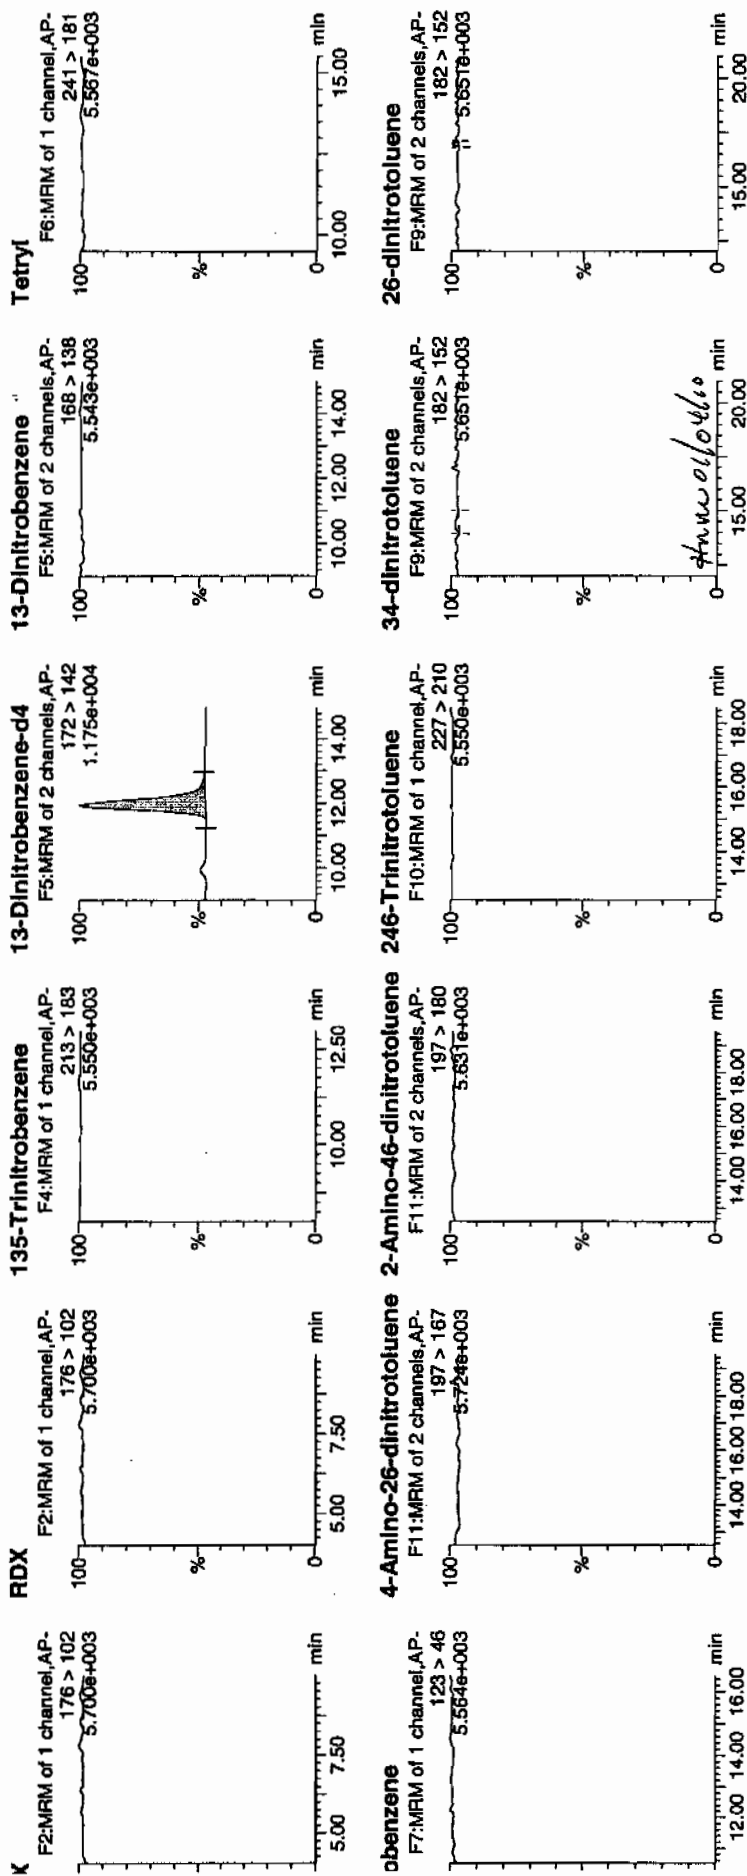 X
F2:MRM of 1 channel,AP-
176 > 102
5.700e+003
100
%
0
5.00 7.50 min
RDX
F2:MRM of 1 channel,AP-
176 > 102
5.700e+003
100
%
0
5.00 7.50 min
135-Trinitrobenzene
F4:MRM of 1 channel,AP-
213 > 183
5.550e+003
100
%
0
10.00 12.50 min
13-Dinitrobenzene-d4
F5:MRM of 2 channels,AP-
172 > 142
1.175e+004
100
%
0
10.00 12.00 14.00 min
13-Dinitrobenzene
F5:MRM of 2 channels,AP-
168 > 138
5.543e+003
100
%
0
10.00 12.00 14.00 min
Tetryl
F6:MRM of 1 channel,AP-
241 > 181
5.567e+003
100
%
0
10.00 15.00 min
obenzene
F7:MRM of 1 channel,AP-
123 > 46
5.564e+003
12.00 14.00 16.00 min
4-Amino-26-dinitrotoluene
F11:MRM of 2 channels,AP-
197 > 167
5.724e+003
100
%
0
14.00 16.00 18.00 min
2-Amino-46-dinitrotoluene
F11:MRM of 2 channels,AP-
197 > 180
5.631e+003
100
%
0
14.00 16.00 18.00 min
246-Trinitrotoluene
F10:MRM of 1 channel,AP-
227 > 210
5.550e+003
100
%
0
14.00 16.00 18.00 min
34-dinitrotoluene
F9:MRM of 2 channels,AP-
182 > 152
5.651e+003
100
%
0
15.00 20.00 min
01/04/10
26-dinitrotoluene
F9:MRM of 2 channels,AP-
182 > 152
5.651e+003
100
%
0
15.00 20.00 min